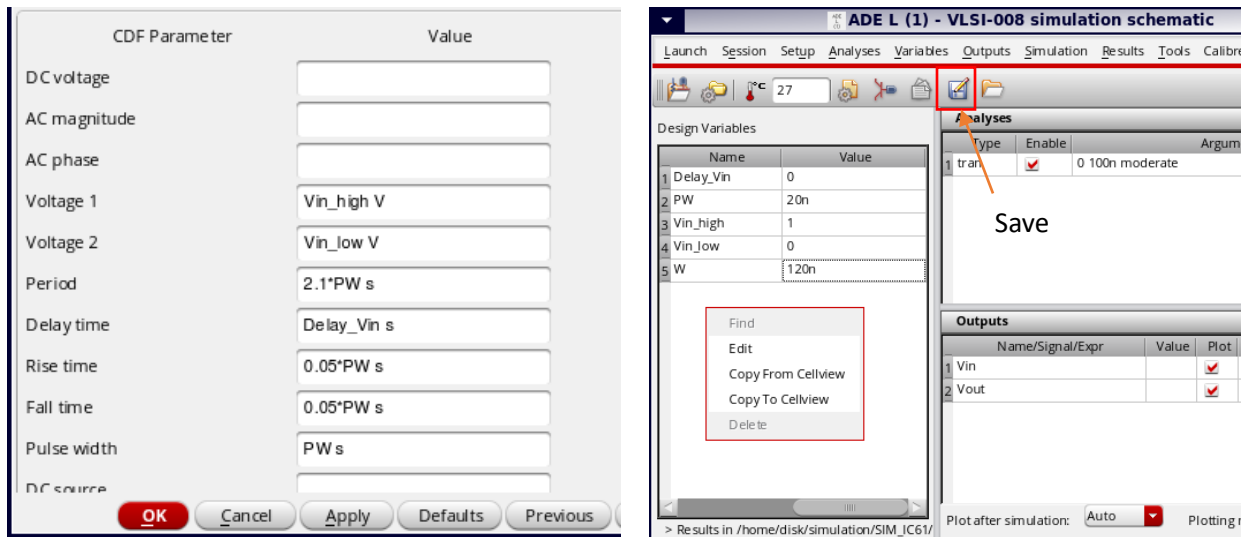 CDF Parameter Value
DC voltage
AC magnitude
AC phase
Voltage 1 Vin_high V
Voltage 2 Vin_low V
Period 2.1*PW s
Delay time Delay_Vin s
Rise time 0.05*PW s
Fall time 0.05*PW s
Pulse width PW s
DC source
OK Cancel Apply Defaults Previous
ADE L (1) - VLSI-008 simulation schematic
Launch Session Setup Analyses Variables Outputs Simulation Results Tools Calibre
°C 27
Design Variables
Name Value
1 Delay_Vin 0
2 PW 20n
3 Vin_high 1
4 Vin_low 0
5 W 120n
Find
Edit
Copy From Cellview
Copy To Cellview
Delete
> Results in /home/disk/simulation/SIM_IC61/
Analyses
Type Enable Argum
1 tran 0 100n moderate
Save
Outputs
Name/Signal/Expr Value Plot
1 Vin
2 Vout
Plot after simulation: Auto Plotting